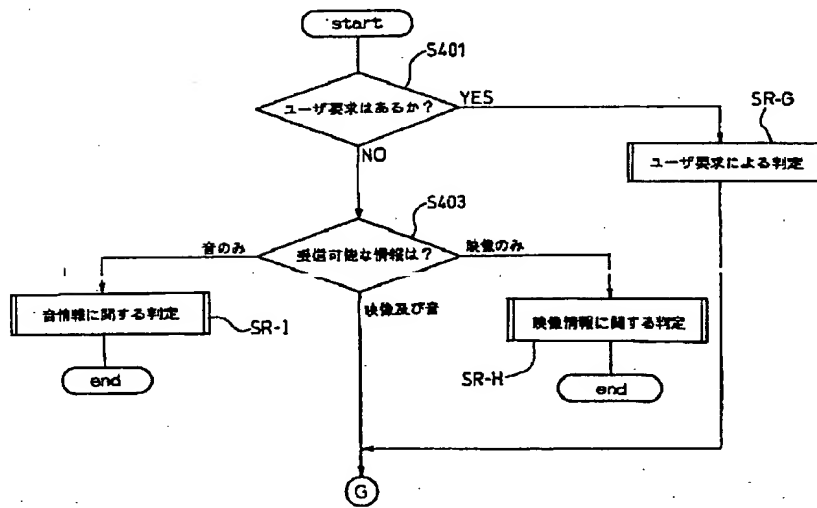 start
S401
ユーザ要求はあるか?
YES
SR-G
NO
ユーザ要求による判定
S403
音のみ
受信可能な情報は?
映像のみ
音情報に関する判定
映像及び音
映像情報に関する判定
SR-I
end
SR-H
end
G